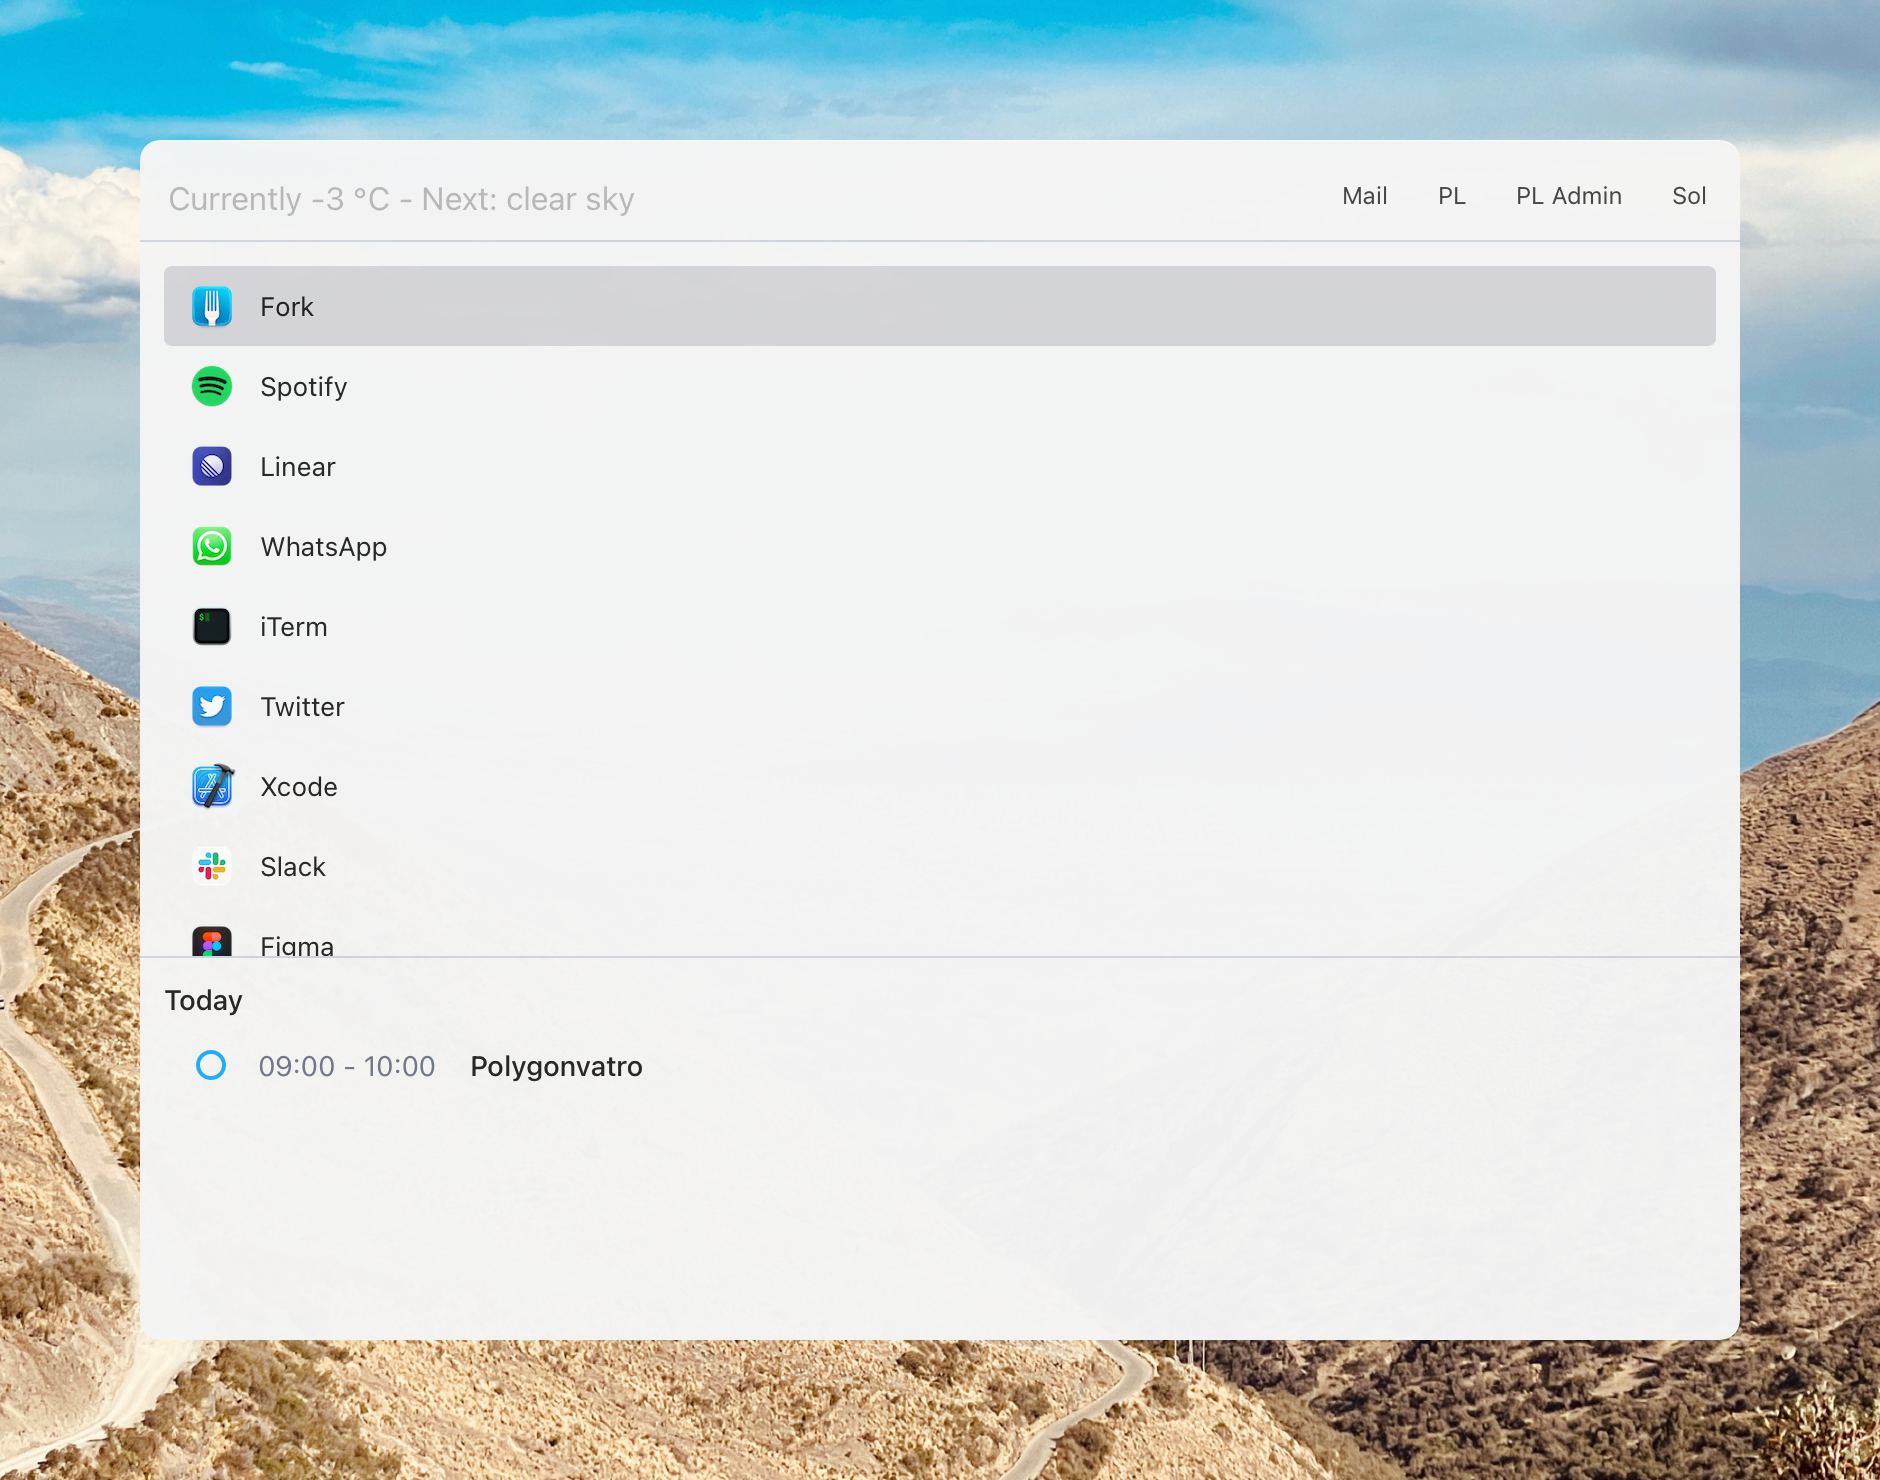 Currently -3 °C - Next: clear sky
Mail PL PL Admin Sol
Fork
Spotify
Linear
WhatsApp
iTerm
Twitter
Xcode
Slack
Figma
Today
09:00 - 10:00 Polygonvatro